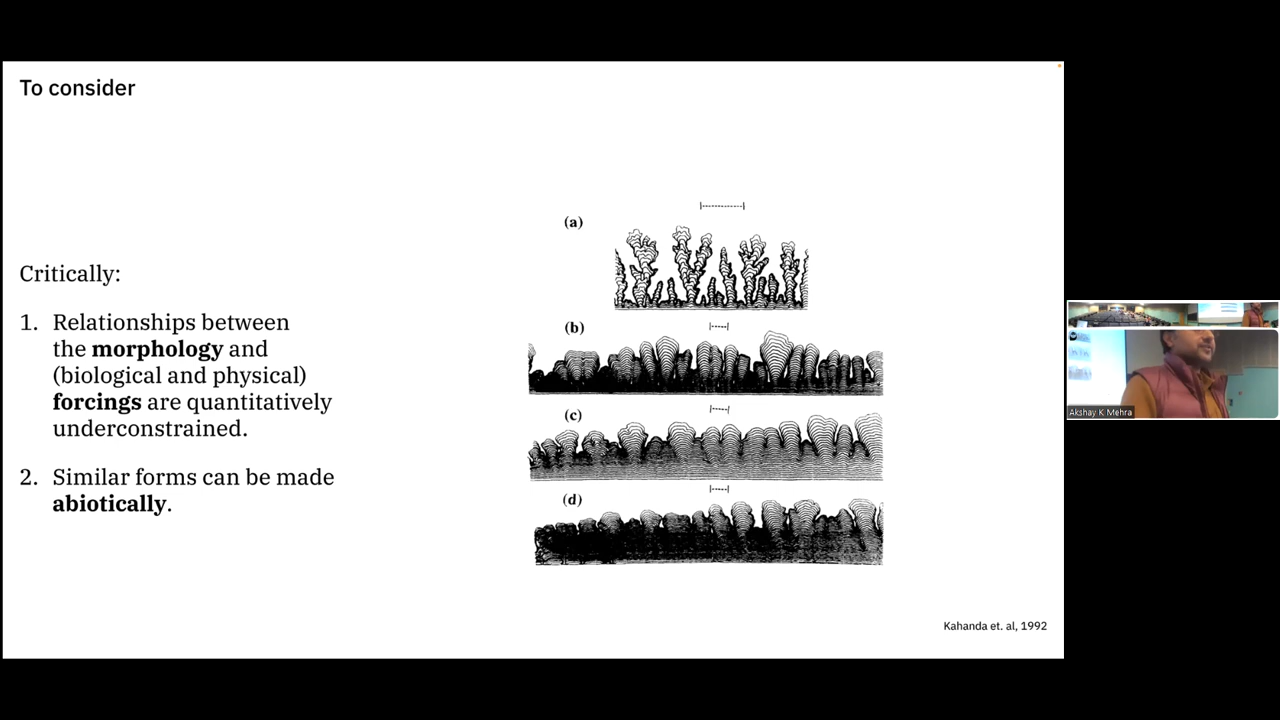 To consider
Critically:
1. Relationships between
the morphology and
(biological and physical)
forcings are quantitatively
underconstrained.
2. Similar forms can be made
abiotically.
(a)
(b)
(c)
(d)
Kahanda et. al, 1992
Akshay K Mehra